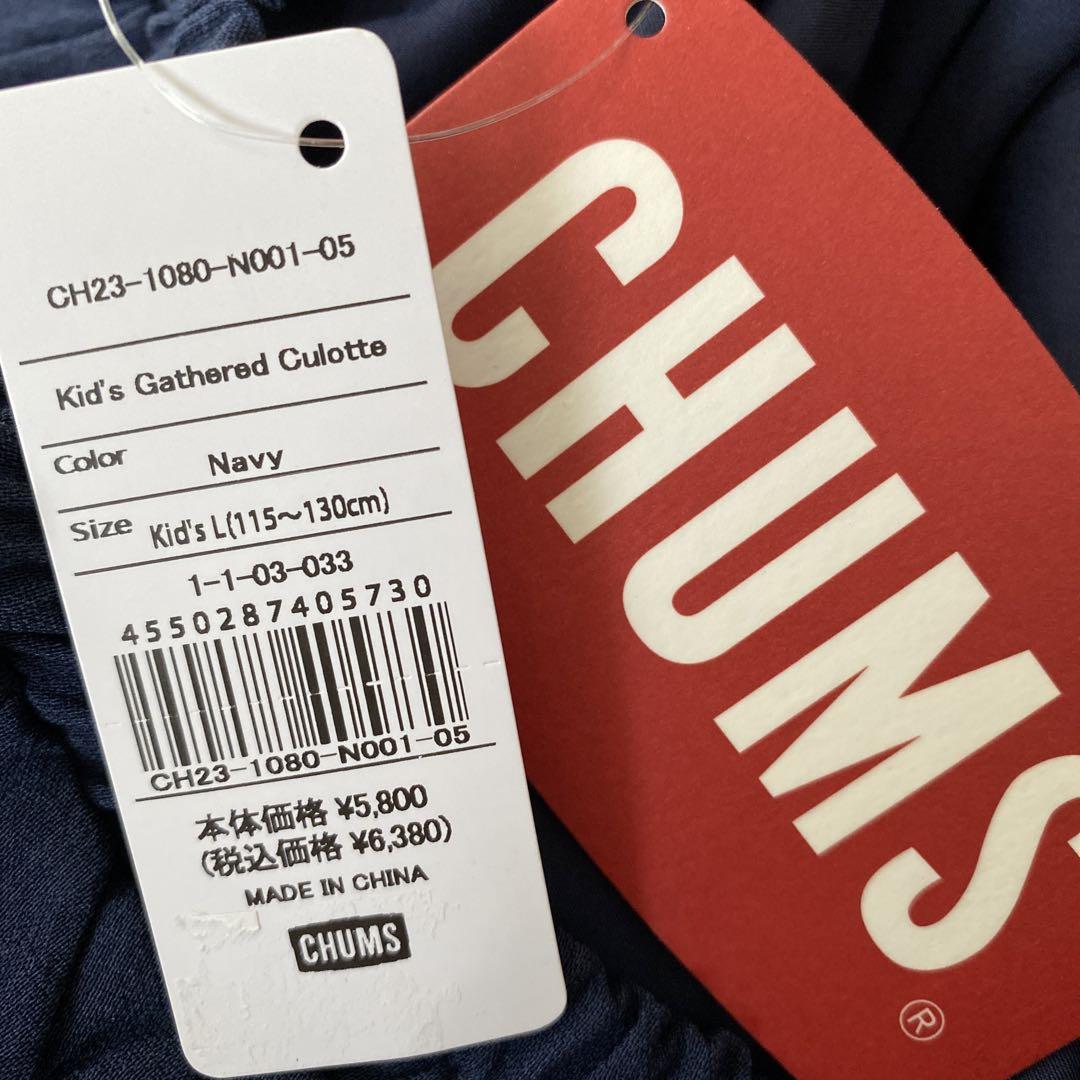 CH23-1080-N001-05
Kid's Gathered Culotte
Color Navy
Size Kid's L(115～130cm)
1-1-03-033
4550287405730
CH23-1080-N001-05
本体価格 ¥5,800
(税込価格 ¥6,380)
MADE IN CHINA
CHUMS
CHUMS
®